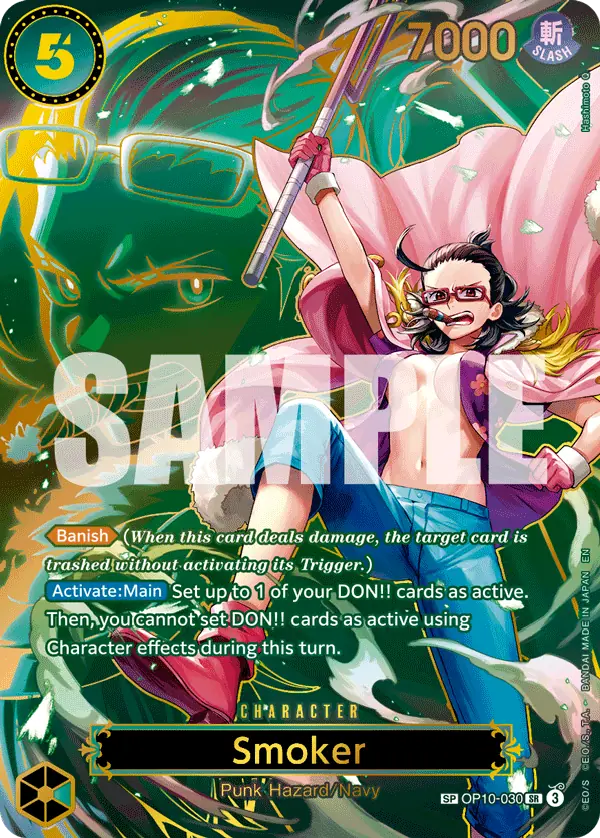 5
7000
斬
SLASH
Hashimoto Q
SAMPLE
Banish (When this card deals damage, the target card is
trashed without activating its Trigger.)
Activate:Main Set up to 1 of your DON!! cards as active.
Then, you cannot set DON!! cards as active using
Character effects during this turn.
CHARACTER
Smoker
Punk Hazard/Navy
SP OP10-030 SR 3
©E.O/S ©E.O./S.,T.A. BANDAI MADE IN JAPAN EN